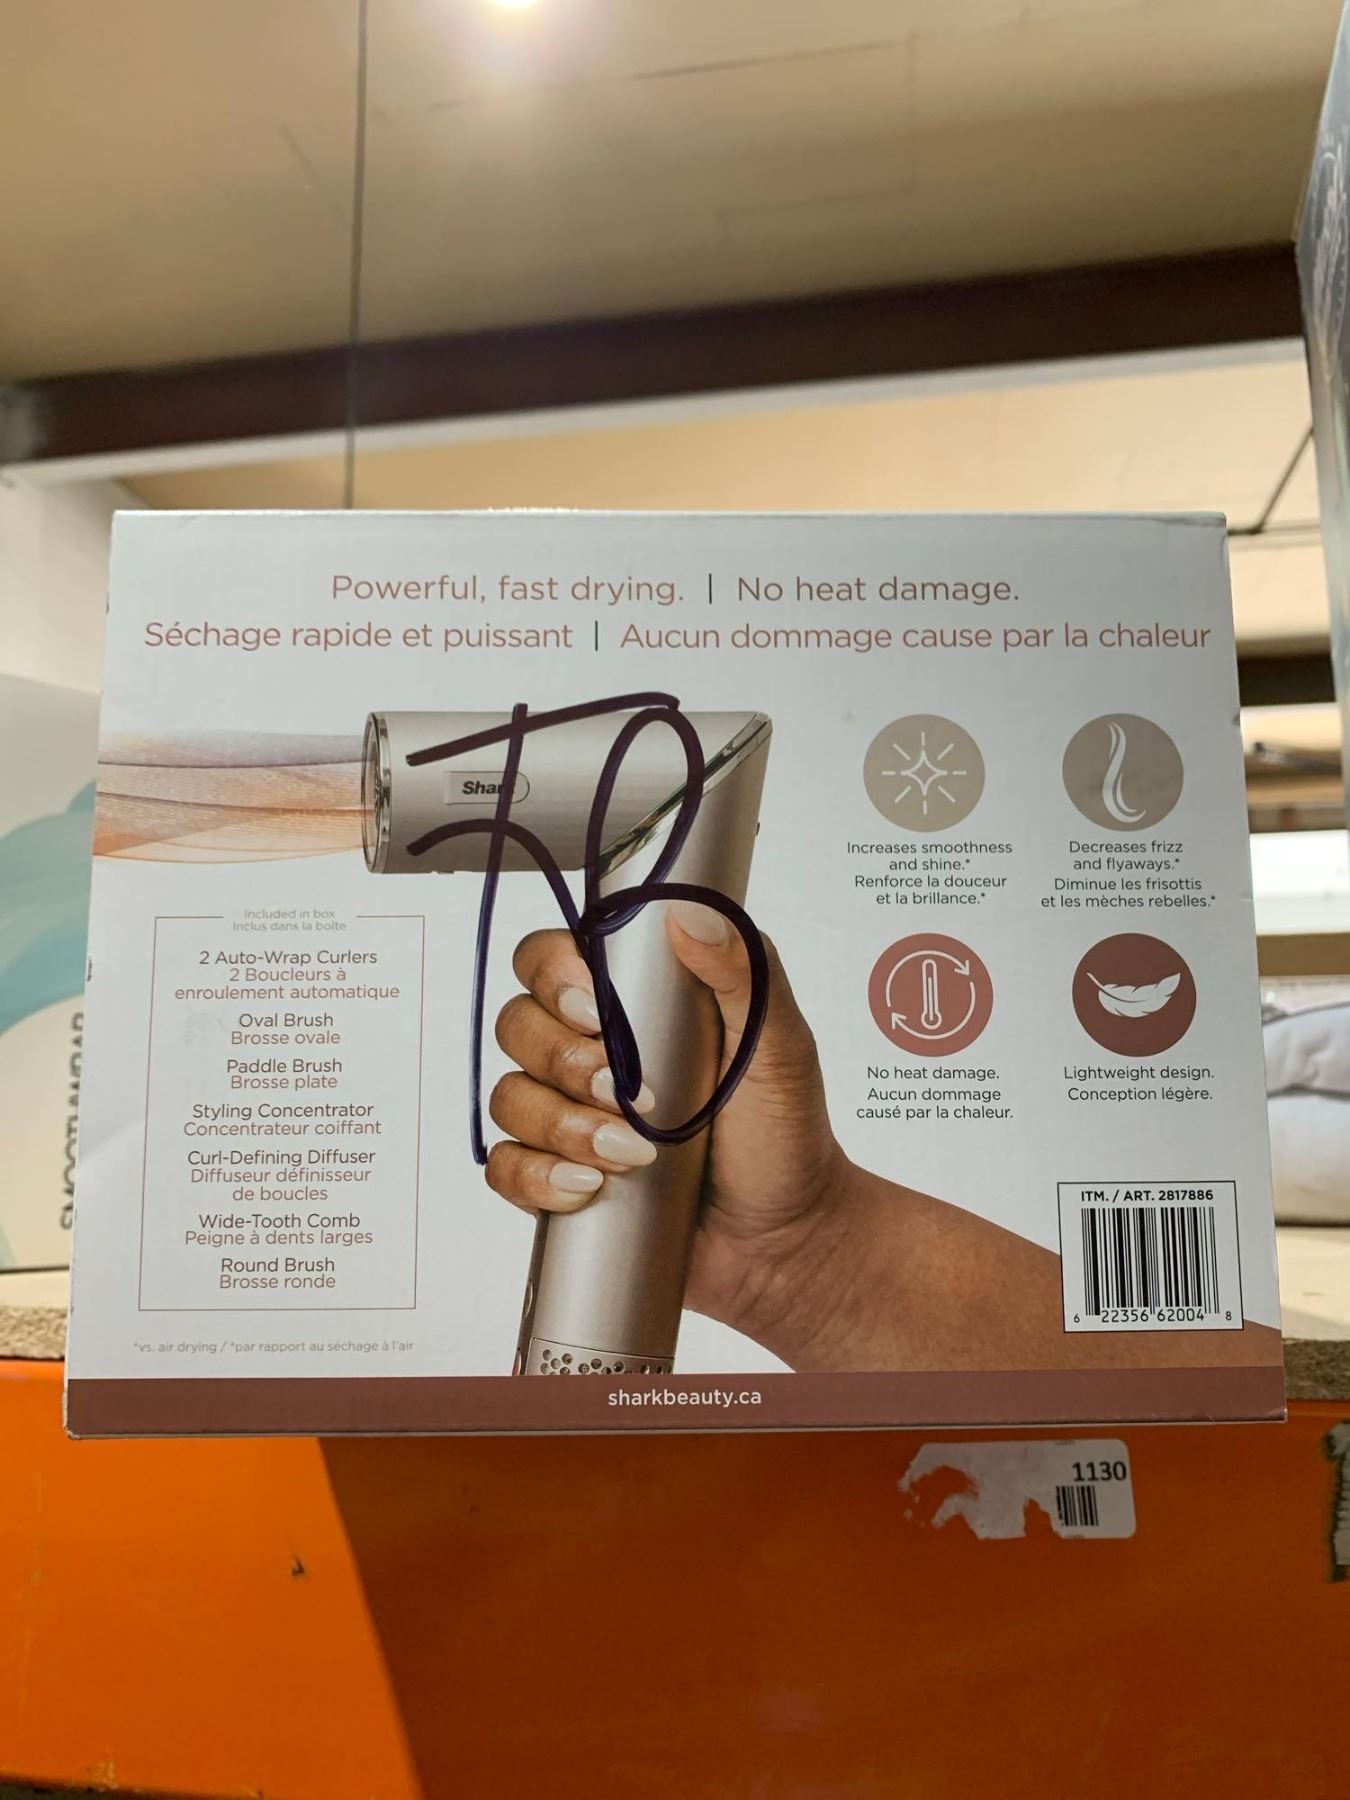 Powerful, fast drying. | No heat damage.
Séchage rapide et puissant | Aucun dommage cause par la chaleur
Shark
Increases smoothness
and shine.*
Renforce la douceur
et la brillance.*
Decreases frizz
and flyaways.*
Diminue les frisottis
et les mèches rebelles.*
No heat damage.
Aucun dommage
causé par la chaleur.
Lightweight design.
Conception légère.
Included in box
Inclus dans la boîte
2 Auto-Wrap Curlers
2 Boucleurs à
enroulement automatique
Oval Brush
Brosse ovale
Paddle Brush
Brosse plate
Styling Concentrator
Concentrateur coiffant
Curl-Defining Diffuser
Diffuseur définisseur
de boucles
Wide-Tooth Comb
Peigne à dents larges
Round Brush
Brosse ronde
*vs. air drying / *par rapport au séchage à l'air
ITM. / ART. 2817886
6 22356 62004 8
sharkbeauty.ca
1130